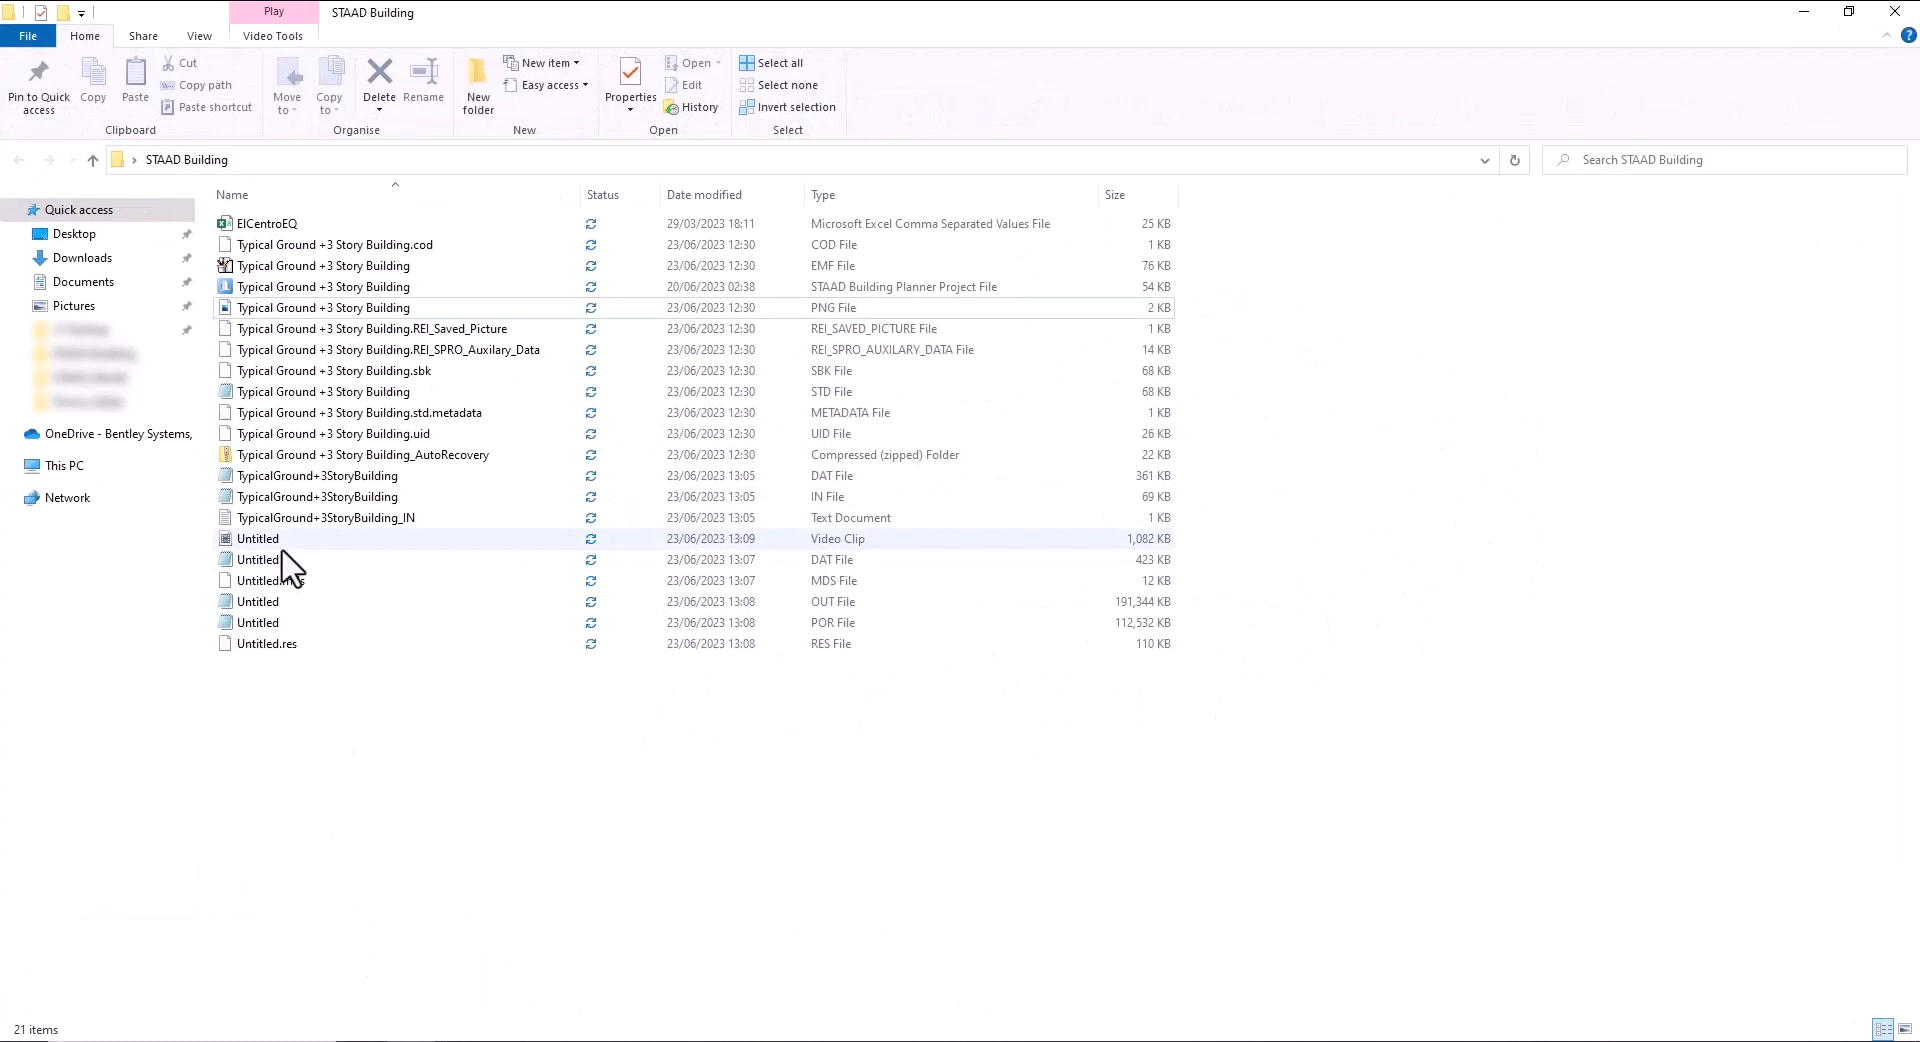 Play
STAAD Building
File Home Share View Video Tools
Pin to Quick access
Copy
Paste
Cut
Copy path
Paste shortcut
Clipboard
Move to
Copy to
Delete
Rename
Organise
New folder
New item
Easy access
New
Properties
Open
Edit
History
Open
Select all
Select none
Invert selection
Select
STAAD Building
Search STAAD Building
Quick access
Desktop
Downloads
Documents
Pictures
OneDrive - Bentley Systems,
This PC
Network
Name Status Date modified Type Size
ElCentroEQ 29/03/2023 18:11 Microsoft Excel Comma Separated Values File 25 KB
Typical Ground +3 Story Building.cod 23/06/2023 12:30 COD File 1 KB
Typical Ground +3 Story Building 23/06/2023 12:30 EMF File 76 KB
Typical Ground +3 Story Building 20/06/2023 02:38 STAAD Building Planner Project File 54 KB
Typical Ground +3 Story Building 23/06/2023 12:30 PNG File 2 KB
Typical Ground +3 Story Building.REI_Saved_Picture 23/06/2023 12:30 REI_SAVED_PICTURE File 1 KB
Typical Ground +3 Story Building.REI_SPRO_Auxilary_Data 23/06/2023 12:30 REI_SPRO_AUXILARY_DATA File 14 KB
Typical Ground +3 Story Building.sbk 23/06/2023 12:30 SBK File 68 KB
Typical Ground +3 Story Building 23/06/2023 12:30 STD File 68 KB
Typical Ground +3 Story Building.std.metadata 23/06/2023 12:30 METADATA File 1 KB
Typical Ground +3 Story Building.uid 23/06/2023 12:30 UID File 26 KB
Typical Ground +3 Story Building_AutoRecovery 23/06/2023 12:30 Compressed (zipped) Folder 22 KB
TypicalGround+3StoryBuilding 23/06/2023 13:05 DAT File 361 KB
TypicalGround+3StoryBuilding 23/06/2023 13:05 IN File 69 KB
TypicalGround+3StoryBuilding_IN 23/06/2023 13:05 Text Document 1 KB
Untitled 23/06/2023 13:09 Video Clip 1,082 KB
Untitled 23/06/2023 13:07 DAT File 423 KB
23/06/2023 13:07 MDS File 12 KB
Untitled 23/06/2023 13:08 OUT File 191,344 KB
Untitled 23/06/2023 13:08 POR File 112,532 KB
Untitled.res 23/06/2023 13:08 RES File 110 KB
21 items